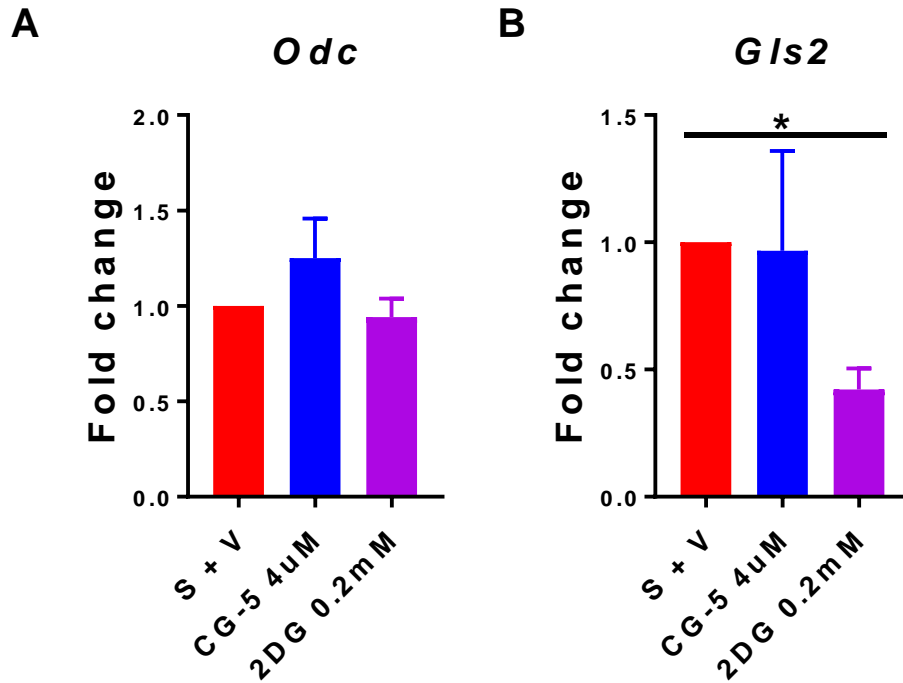 A
Odc
Fold change
2.0
1.5
1.0
0.5
0.0
S + V
CG-5 4uM
2DG 0.2mM
B
Gls2
Fold change
1.5
1.0
0.5
0.0
*
S + V
CG-5 4uM
2DG 0.2mM